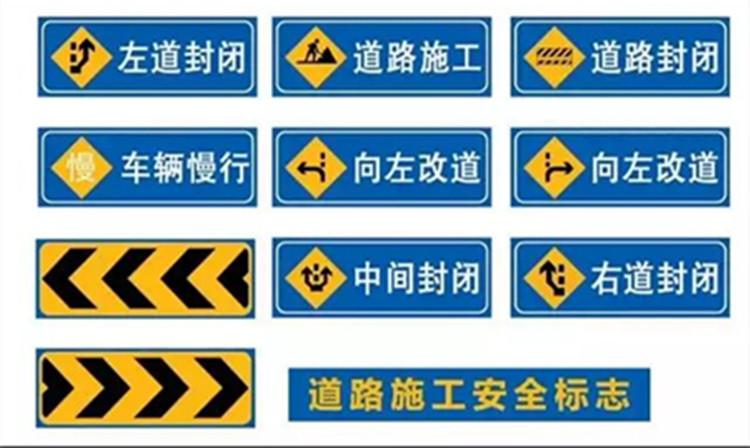 左道封闭
道路施工
道路封闭
慢 车辆慢行
向左改道
向左改道
中间封闭
右道封闭
道路施工安全标志